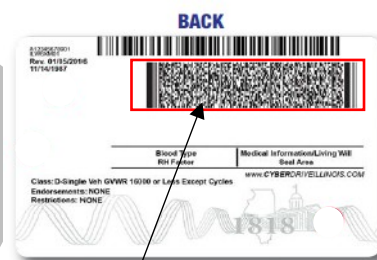 BACK
Rev. 01/05/2016
11/14/1987
Blood Type
RH Factor
Medical Information/Living Will
Seal Area
www.CYBERDRIVEILLINOIS.COM
Class: D-Single Veh GVWR 16000 or Less Except Cycles
Endorsements: NONE
Restrictions: NONE
1818